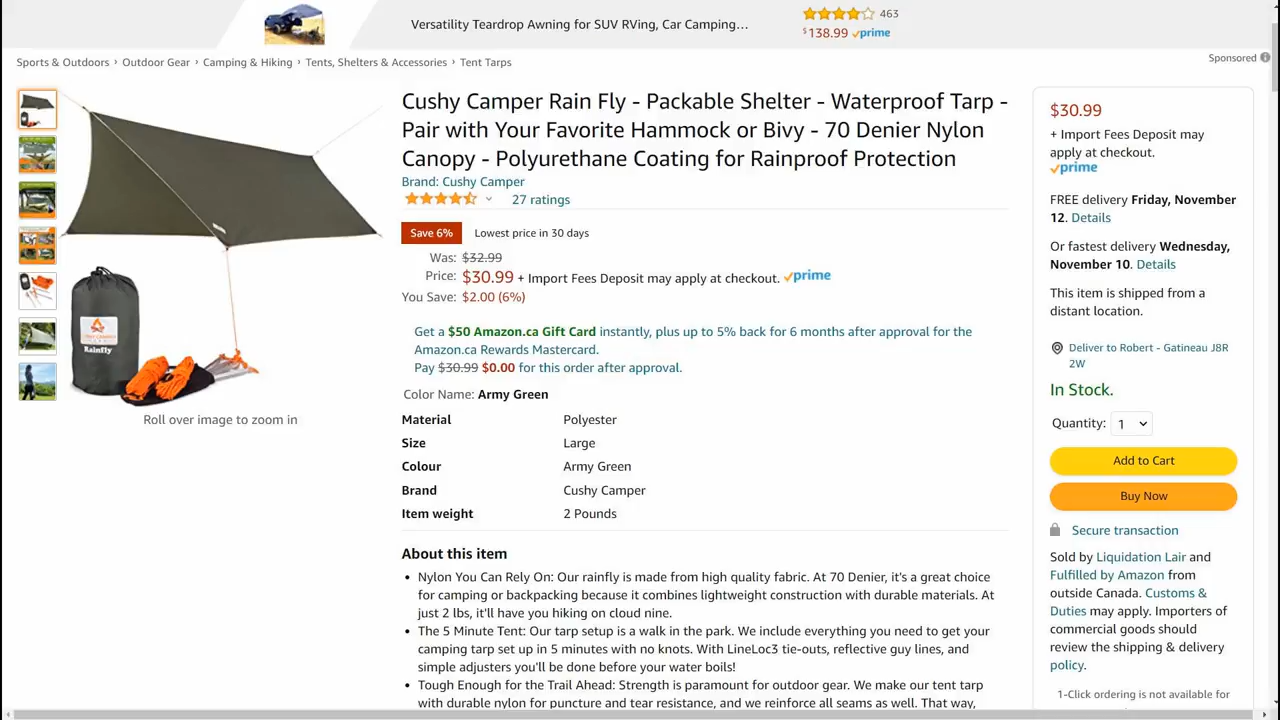 Versatility Teardrop Awning for SUV RVing, Car Camping…
463
$138.99 prime
Sports & Outdoors › Outdoor Gear › Camping & Hiking › Tents, Shelters & Accessories › Tent Tarps
Sponsored
Cushy Camper Rain Fly - Packable Shelter - Waterproof Tarp -
Pair with Your Favorite Hammock or Bivy - 70 Denier Nylon
Canopy - Polyurethane Coating for Rainproof Protection
Brand: Cushy Camper
27 ratings
Save 6% Lowest price in 30 days
Was: $32.99
Price: $30.99 + Import Fees Deposit may apply at checkout. prime
You Save: $2.00 (6%)
Get a $50 Amazon.ca Gift Card instantly, plus up to 5% back for 6 months after approval for the
Amazon.ca Rewards Mastercard.
Pay $30.99 $0.00 for this order after approval.
Color Name: Army Green
Material Polyester
Size Large
Colour Army Green
Brand Cushy Camper
Item weight 2 Pounds
About this item
• Nylon You Can Rely On: Our rainfly is made from high quality fabric. At 70 Denier, it's a great choice
for camping or backpacking because it combines lightweight construction with durable materials. At
just 2 lbs, it'll have you hiking on cloud nine.
• The 5 Minute Tent: Our tarp setup is a walk in the park. We include everything you need to get your
camping tarp set up in 5 minutes with no knots. With LineLoc3 tie-outs, reflective guy lines, and
simple adjusters you'll be done before your water boils!
• Tough Enough for the Trail Ahead: Strength is paramount for outdoor gear. We make our tent tarp
with durable nylon for puncture and tear resistance, and we reinforce all seams as well. That way,
Rainfly
Roll over image to zoom in
$30.99
+ Import Fees Deposit may
apply at checkout.
prime
FREE delivery Friday, November
12. Details
Or fastest delivery Wednesday,
November 10. Details
This item is shipped from a
distant location.
Deliver to Robert - Gatineau J8R
2W
In Stock.
Quantity: 1
Add to Cart
Buy Now
Secure transaction
Sold by Liquidation Lair and
Fulfilled by Amazon from
outside Canada. Customs &
Duties may apply. Importers of
commercial goods should
review the shipping & delivery
policy.
1-Click ordering is not available for